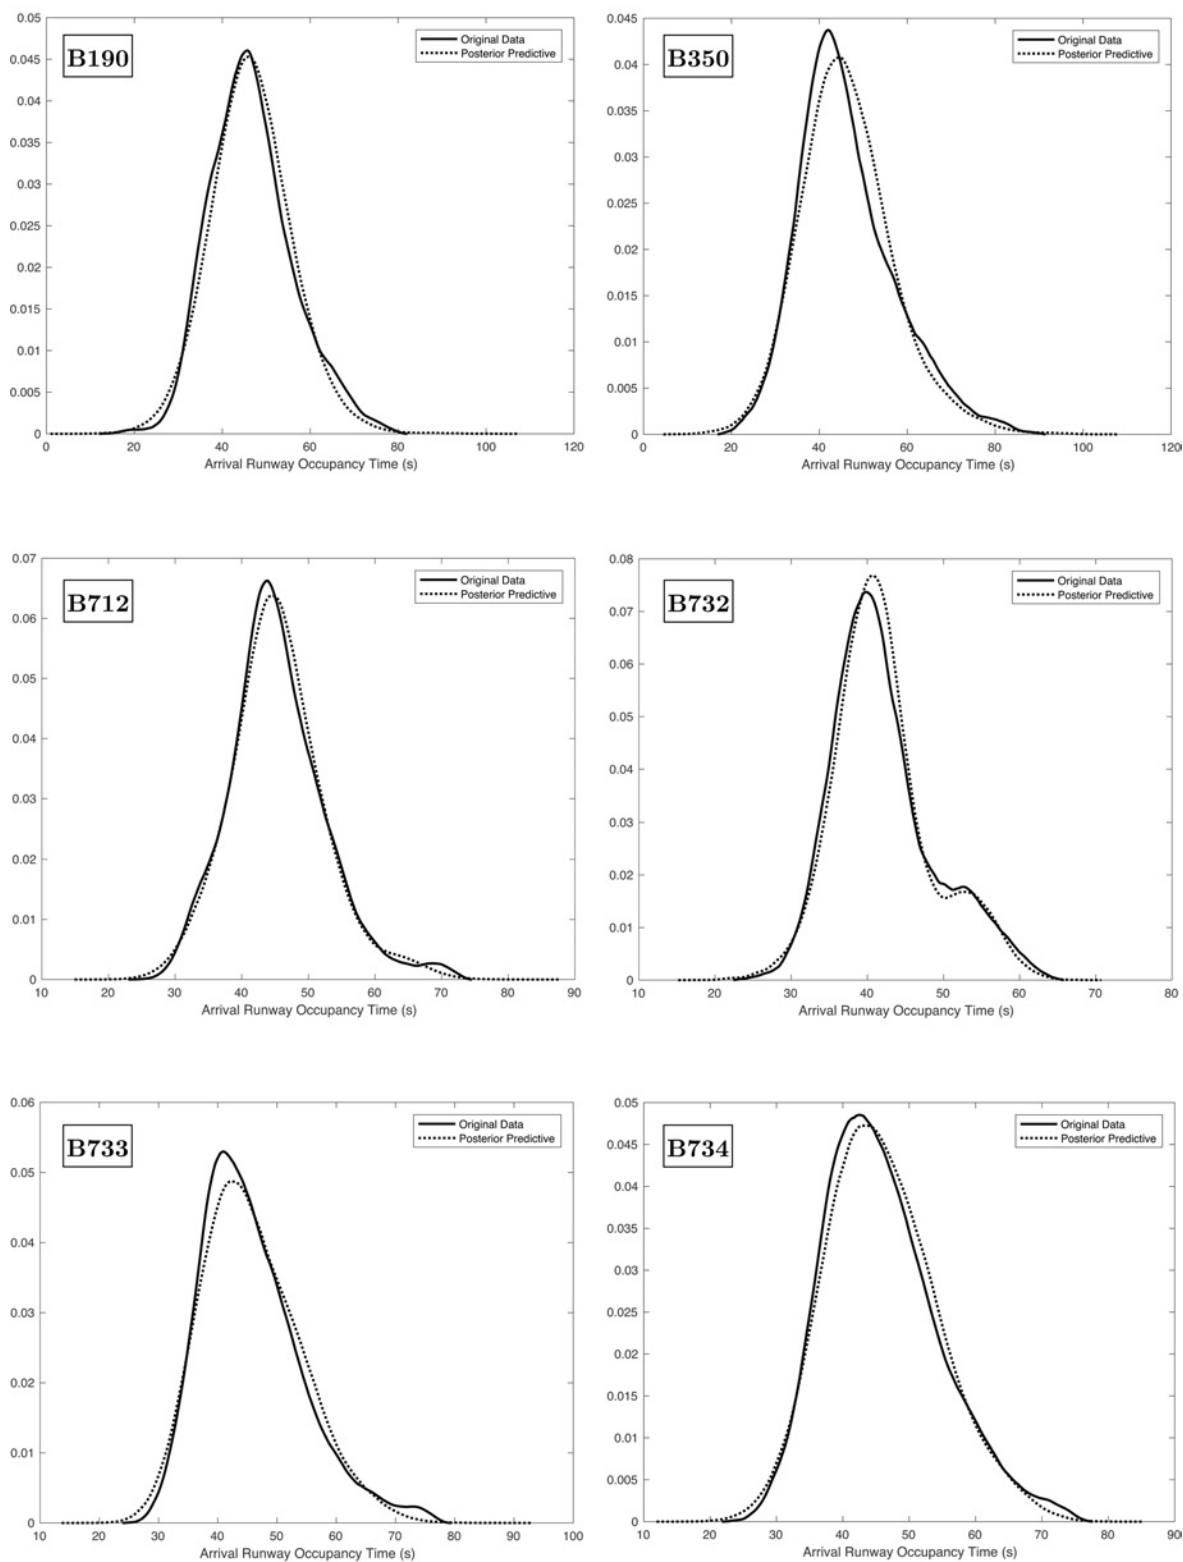 B190
Original Data
Posterior Predictive
0.05
0.045
0.04
0.035
0.03
0.025
0.02
0.015
0.01
0.005
0
0 20 40 60 80 100 120
Arrival Runway Occupancy Time (s)
B350
Original Data
Posterior Predictive
0.045
0.04
0.035
0.03
0.025
0.02
0.015
0.01
0.005
0
0 20 40 60 80 100 120
Arrival Runway Occupancy Time (s)
B712
Original Data
Posterior Predictive
0.07
0.06
0.05
0.04
0.03
0.02
0.01
0
10 20 30 40 50 60 70 80 90
Arrival Runway Occupancy Time (s)
B732
Original Data
Posterior Predictive
0.08
0.07
0.06
0.05
0.04
0.03
0.02
0.01
0
10 20 30 40 50 60 70 80
Arrival Runway Occupancy Time (s)
B733
Original Data
Posterior Predictive
0.06
0.05
0.04
0.03
0.02
0.01
0
10 20 30 40 50 60 70 80 90 100
Arrival Runway Occupancy Time (s)
B734
Original Data
Posterior Predictive
0.05
0.045
0.04
0.035
0.03
0.025
0.02
0.015
0.01
0.005
0
10 20 30 40 50 60 70 80 90
Arrival Runway Occupancy Time (s)